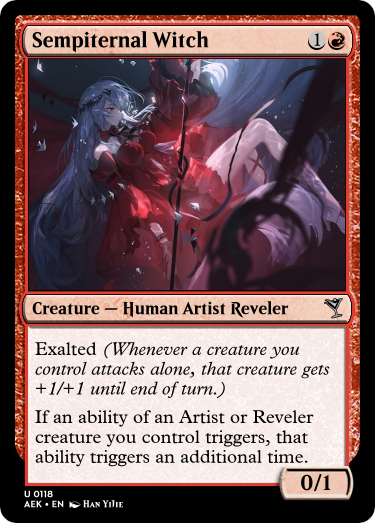 Sempiternal Witch 1
Creature — Human Artist Reveler
Exalted (Whenever a creature you
control attacks alone, that creature gets
+1/+1 until end of turn.)
If an ability of an Artist or Reveler
creature you control triggers, that
ability triggers an additional time.
0/1
U 0118
AEK • EN Han YiJie